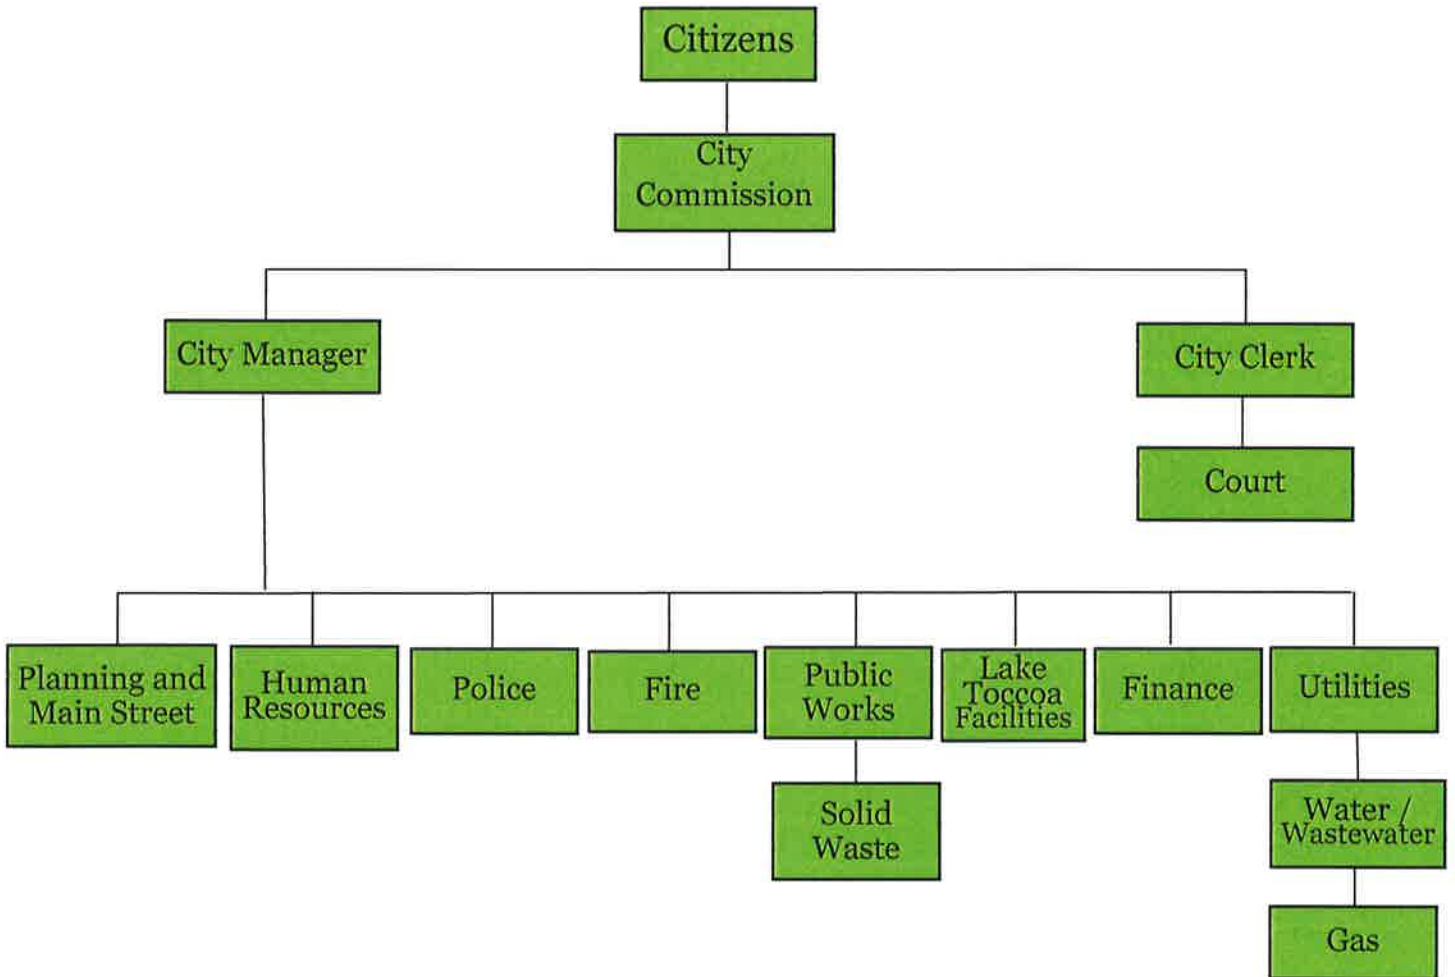 Citizens
City
Commission
City Manager
City Clerk
Court
Planning and
Main Street
Human
Resources
Police
Fire
Public
Works
Lake
Toccoa
Facilities
Finance
Utilities
Solid
Waste
Water /
Wastewater
Gas